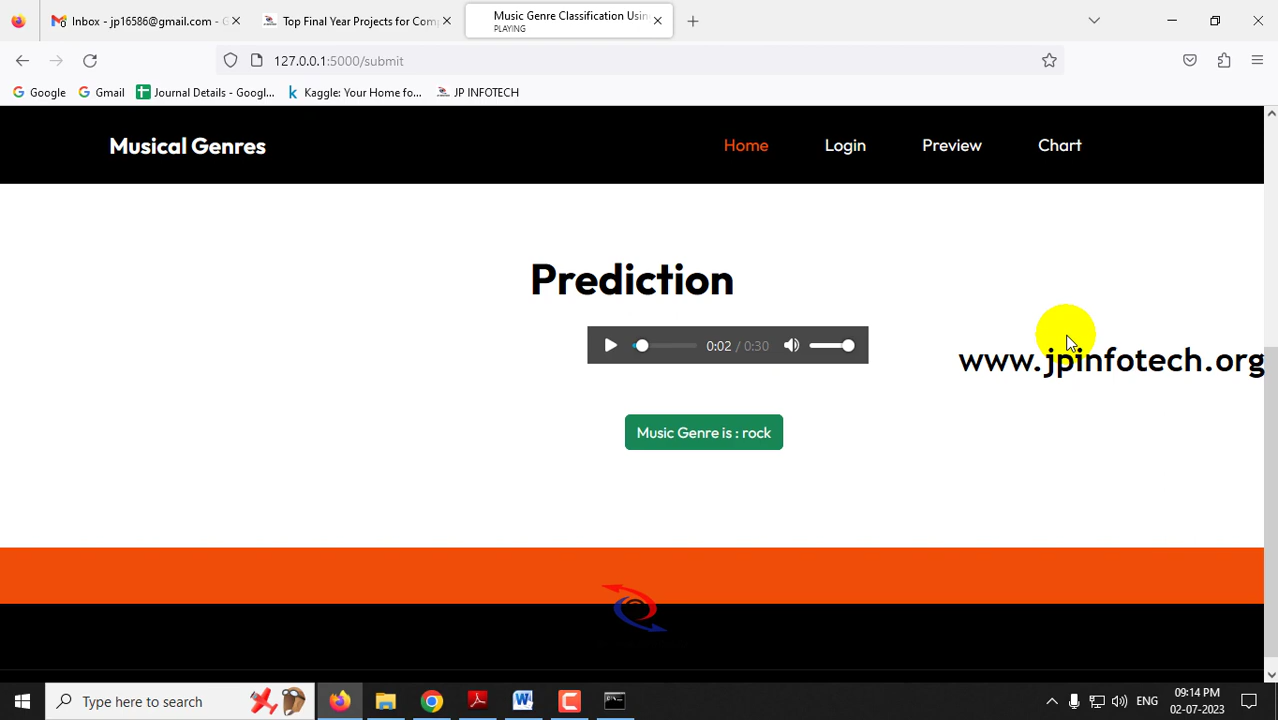 Inbox - jp16586@gmail.com - G
Top Final Year Projects for Comp
Music Genre Classification Usin
PLAYING
127.0.0.1:5000/submit
Google
Gmail
Journal Details - Googl...
Kaggle: Your Home fo...
JP INFOTECH
Musical Genres
Home
Login
Preview
Chart
Prediction
0:02 / 0:30
www.jpinfotech.org
Music Genre is : rock
Type here to search
ENG
09:14 PM
02-07-2023